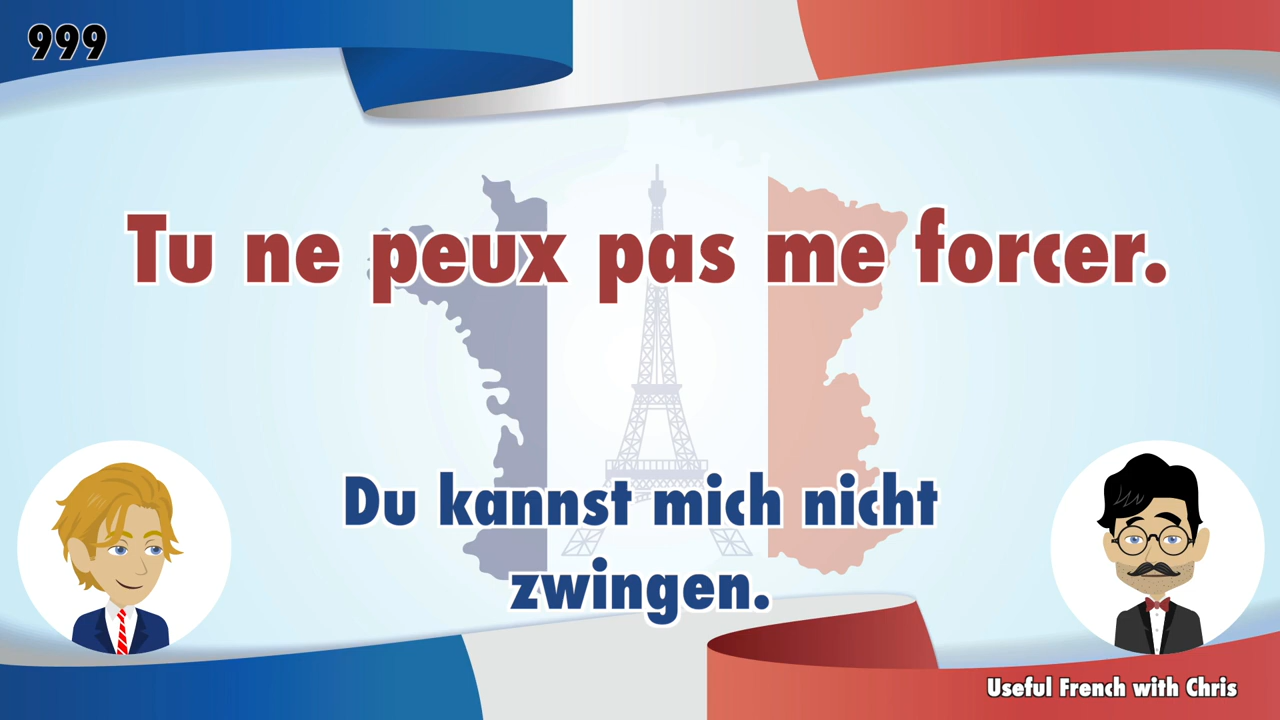 999
Tu ne peux pas me forcer.
Du kannst mich nicht
zwingen.
Useful French with Chris